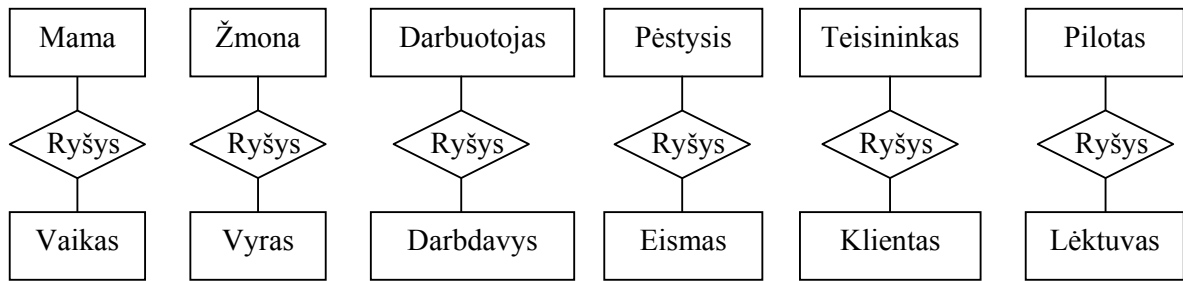 Mama Žmona Darbuotojas Pėstysis Teisininkas Pilotas
Ryšys Ryšys Ryšys Ryšys Ryšys Ryšys
Vaikas Vyras Darbdavys Eismas Klientas Lėktuvas